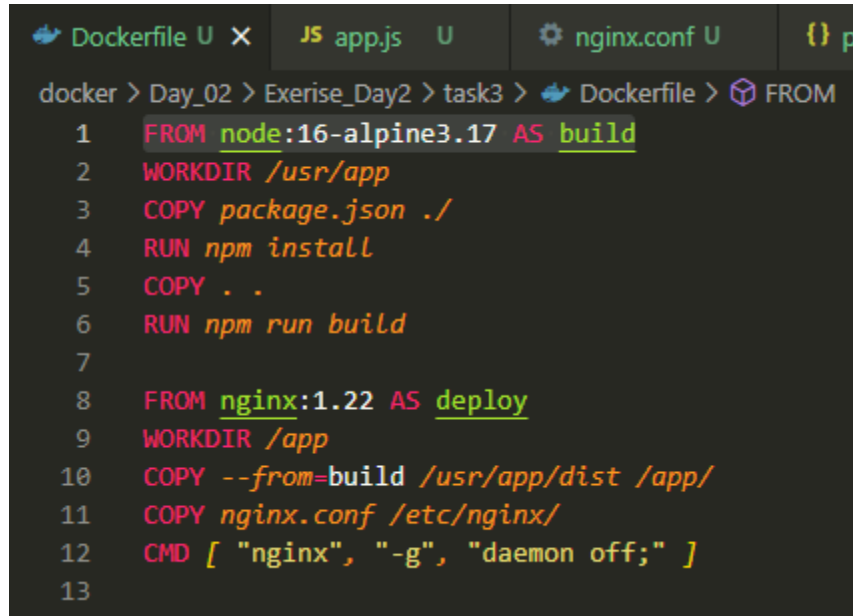 Dockerfile U X JS app.js U nginx.conf U {} p
docker > Day_02 > Exerise_Day2 > task3 > Dockerfile > FROM
1 FROM node:16-alpine3.17 AS build
2 WORKDIR /usr/app
3 COPY package.json ./
4 RUN npm install
5 COPY . .
6 RUN npm run build
7
8 FROM nginx:1.22 AS deploy
9 WORKDIR /app
10 COPY --from=build /usr/app/dist /app/
11 COPY nginx.conf /etc/nginx/
12 CMD [ "nginx", "-g", "daemon off;" ]
13